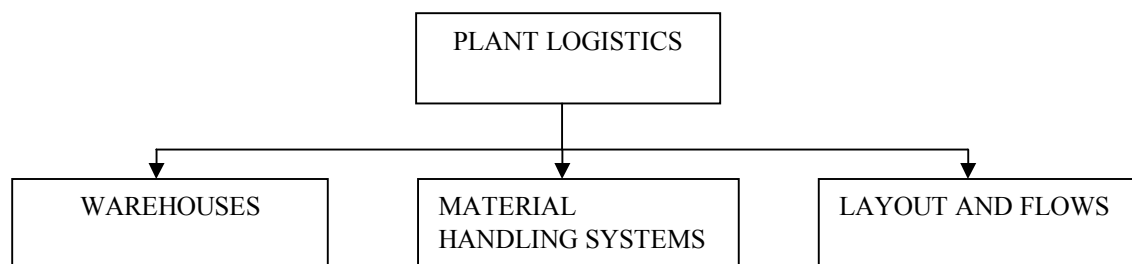 PLANT LOGISTICS
WAREHOUSES
MATERIAL
HANDLING SYSTEMS
LAYOUT AND FLOWS